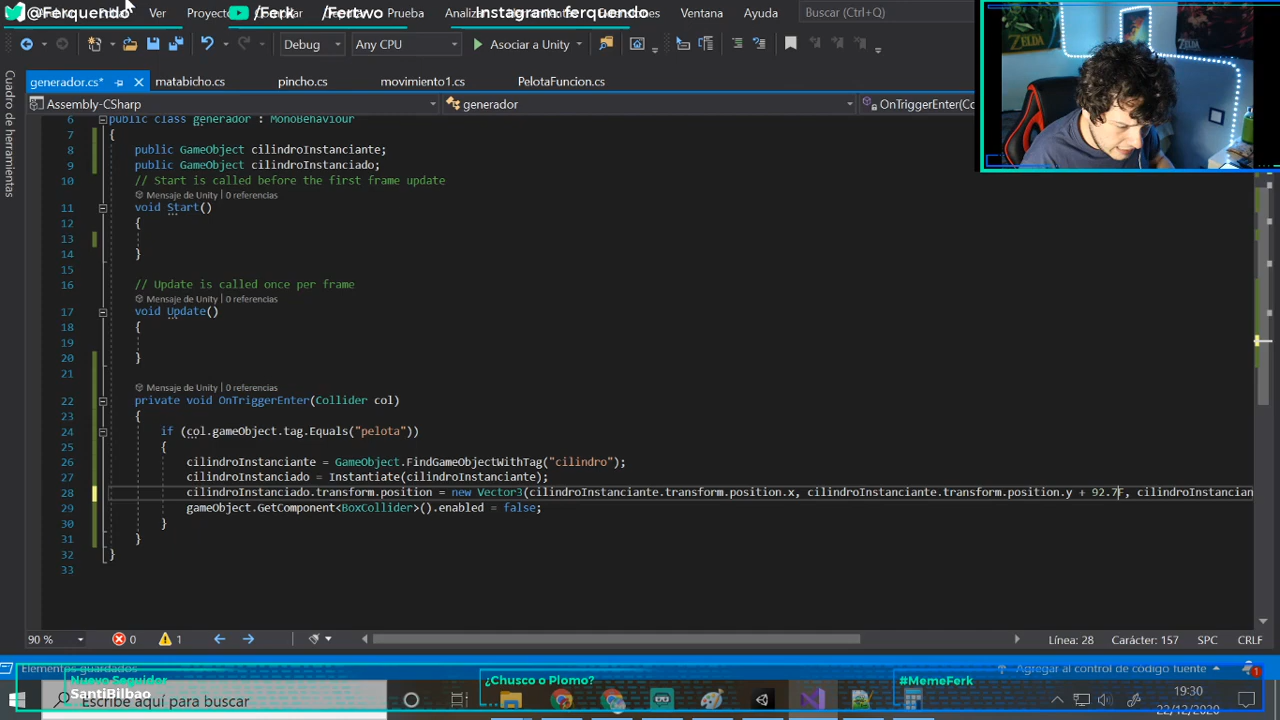 @Ferquendo Ver Proyecto /Ferk_ /Fertwo Prueba Analizar Instagram ferquendo Ventana Ayuda Buscar (Ctrl+Q)
Debug Any CPU Asociar a Unity
generador.cs* matabicho.cs pincho.cs movimiento1.cs PelotaFuncion.cs
Assembly-CSharp generador OnTriggerEnter(Co
Cuadro de herramientas
6 public class generador : MonoBehaviour
7 {
8 public GameObject cilindroInstanciante;
9 public GameObject cilindroInstanciado;
10 // Start is called before the first frame update
Mensaje de Unity | 0 referencias
11 void Start()
12 {
13
14 }
15
16 // Update is called once per frame
Mensaje de Unity | 0 referencias
17 void Update()
18 {
19
20 }
21
Mensaje de Unity | 0 referencias
22 private void OnTriggerEnter(Collider col)
23 {
24 if (col.gameObject.tag.Equals("pelota"))
25 {
26 cilindroInstanciante = GameObject.FindGameObjectWithTag("cilindro");
27 cilindroInstanciado = Instantiate(cilindroInstanciante);
28 cilindroInstanciado.transform.position = new Vector3(cilindroInstanciante.transform.position.x, cilindroInstanciante.transform.position.y + 92.7F, cilindroInstancian
29 gameObject.GetComponent<BoxCollider>().enabled = false;
30 }
31 }
32 }
33
90 % 0 1 Línea: 28 Carácter: 157 SPC CRLF
Elementos guardados Agregar al control de código fuente 1
Nuevo Seguidor ¿Chusco o Plomo? #MemeFork
SantiBilbao
Escribe aquí para buscar 19:30
22/12/2020
ZELDA
ZELDA